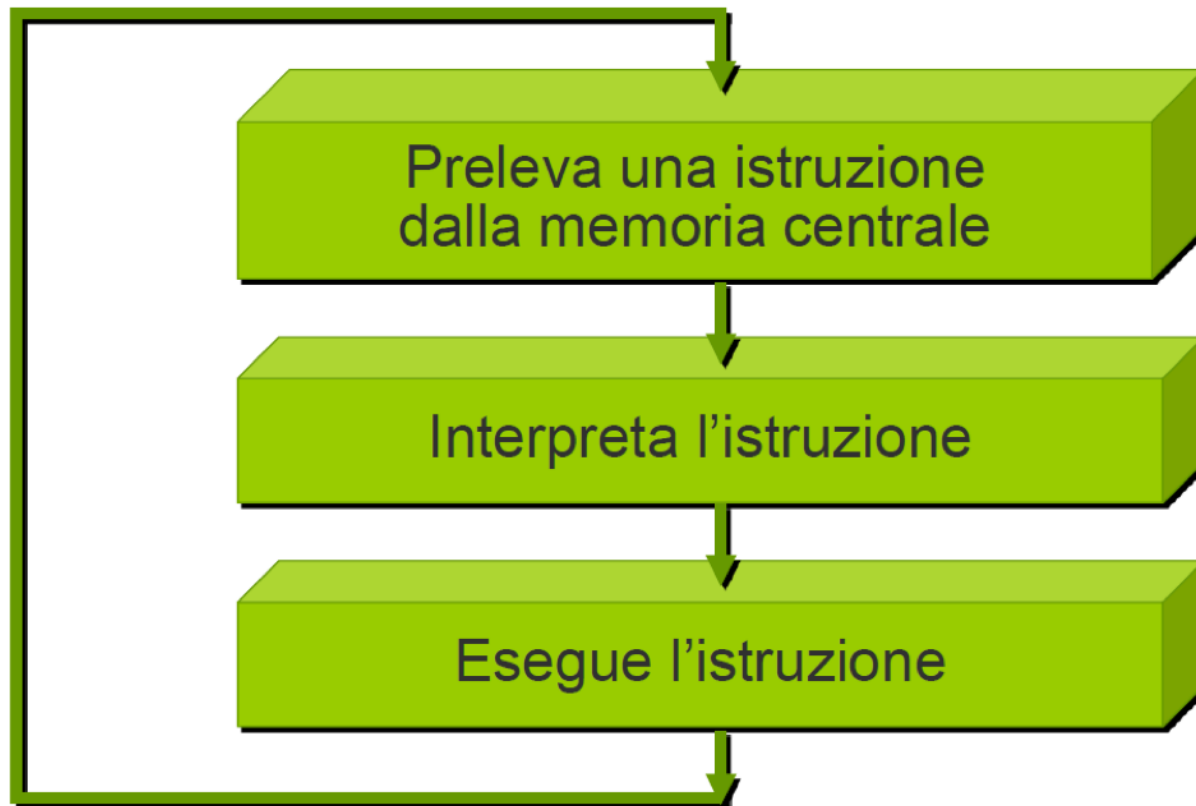 Preleva una istruzione
dalla memoria centrale
Interpreta l'istruzione
Esegue l'istruzione